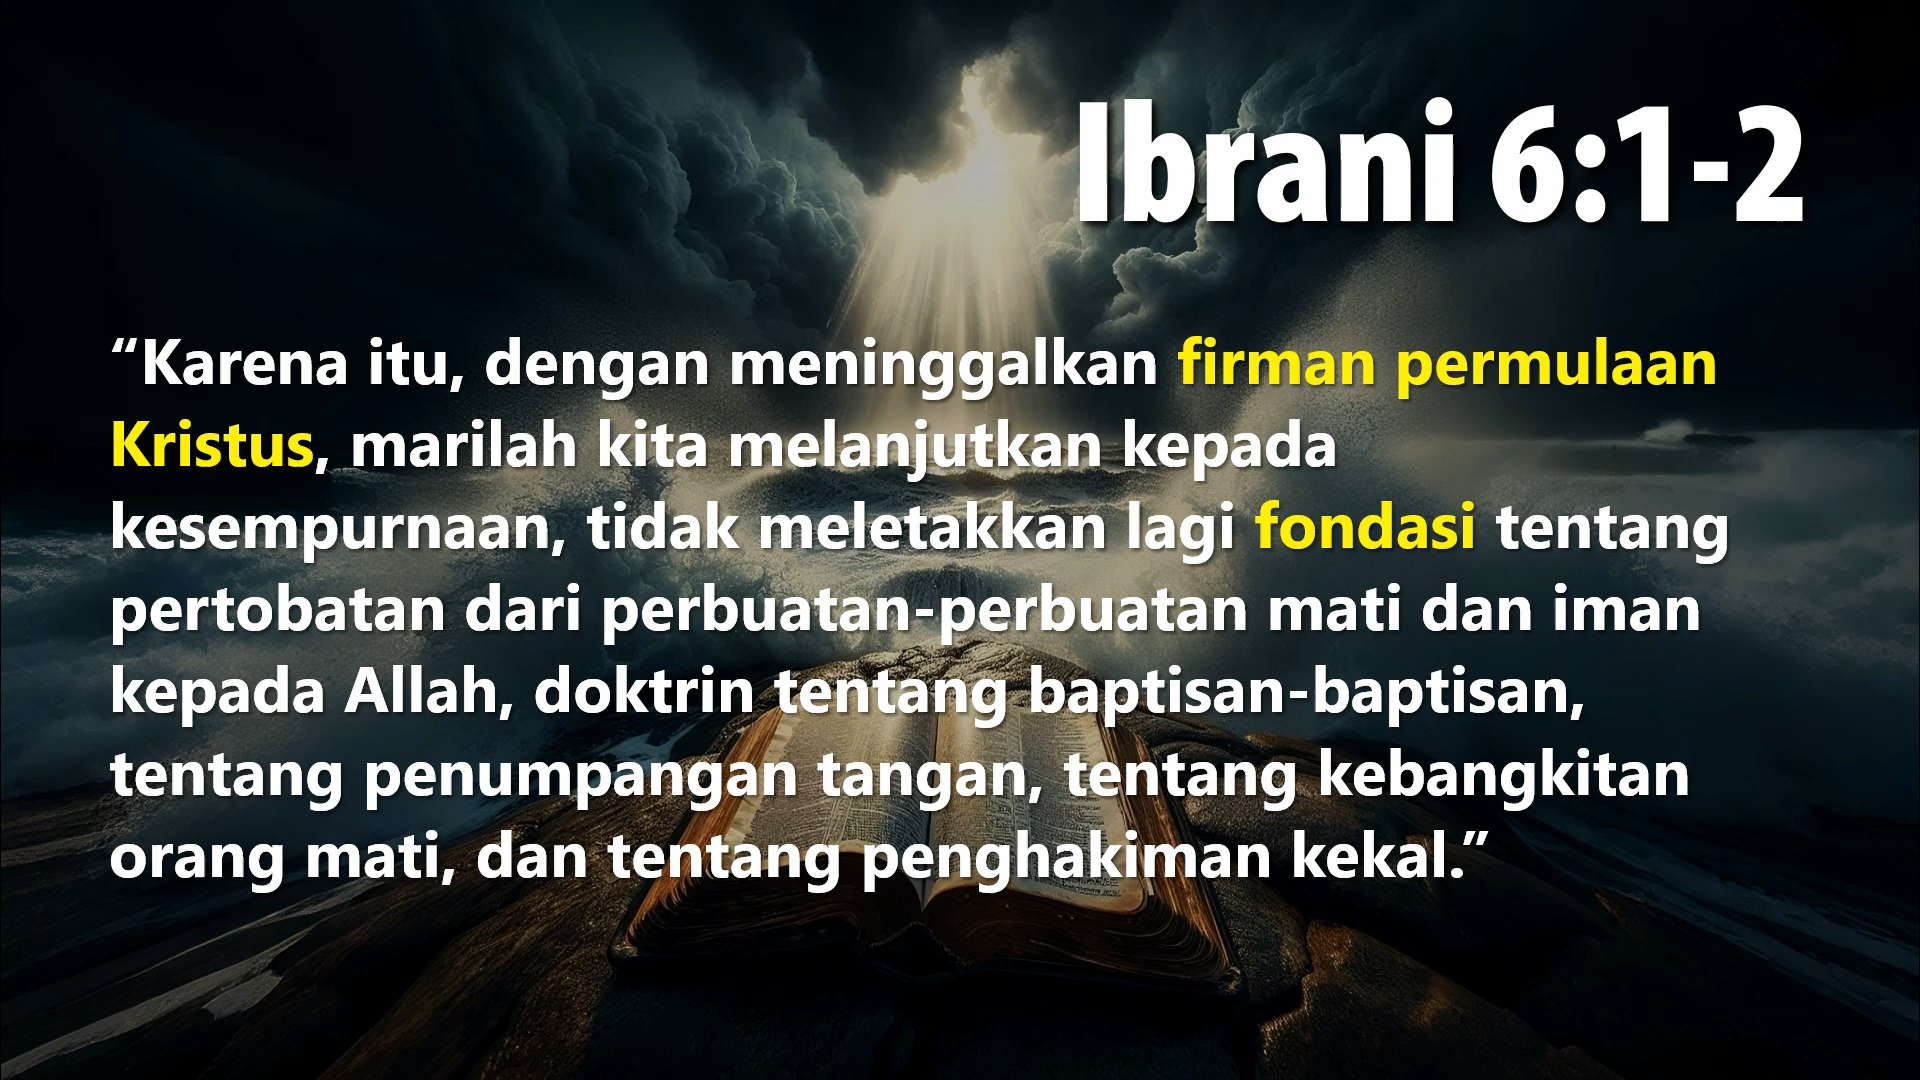 Ibrani 6:1-2
“Karena itu, dengan meninggalkan firman permulaan
Kristus, marilah kita melanjutkan kepada
kesempurnaan, tidak meletakkan lagi fondasi tentang
pertobatan dari perbuatan-perbuatan mati dan iman
kepada Allah, doktrin tentang baptisan-baptisan,
tentang penumpangan tangan, tentang kebangkitan
orang mati, dan tentang penghakiman kekal.”